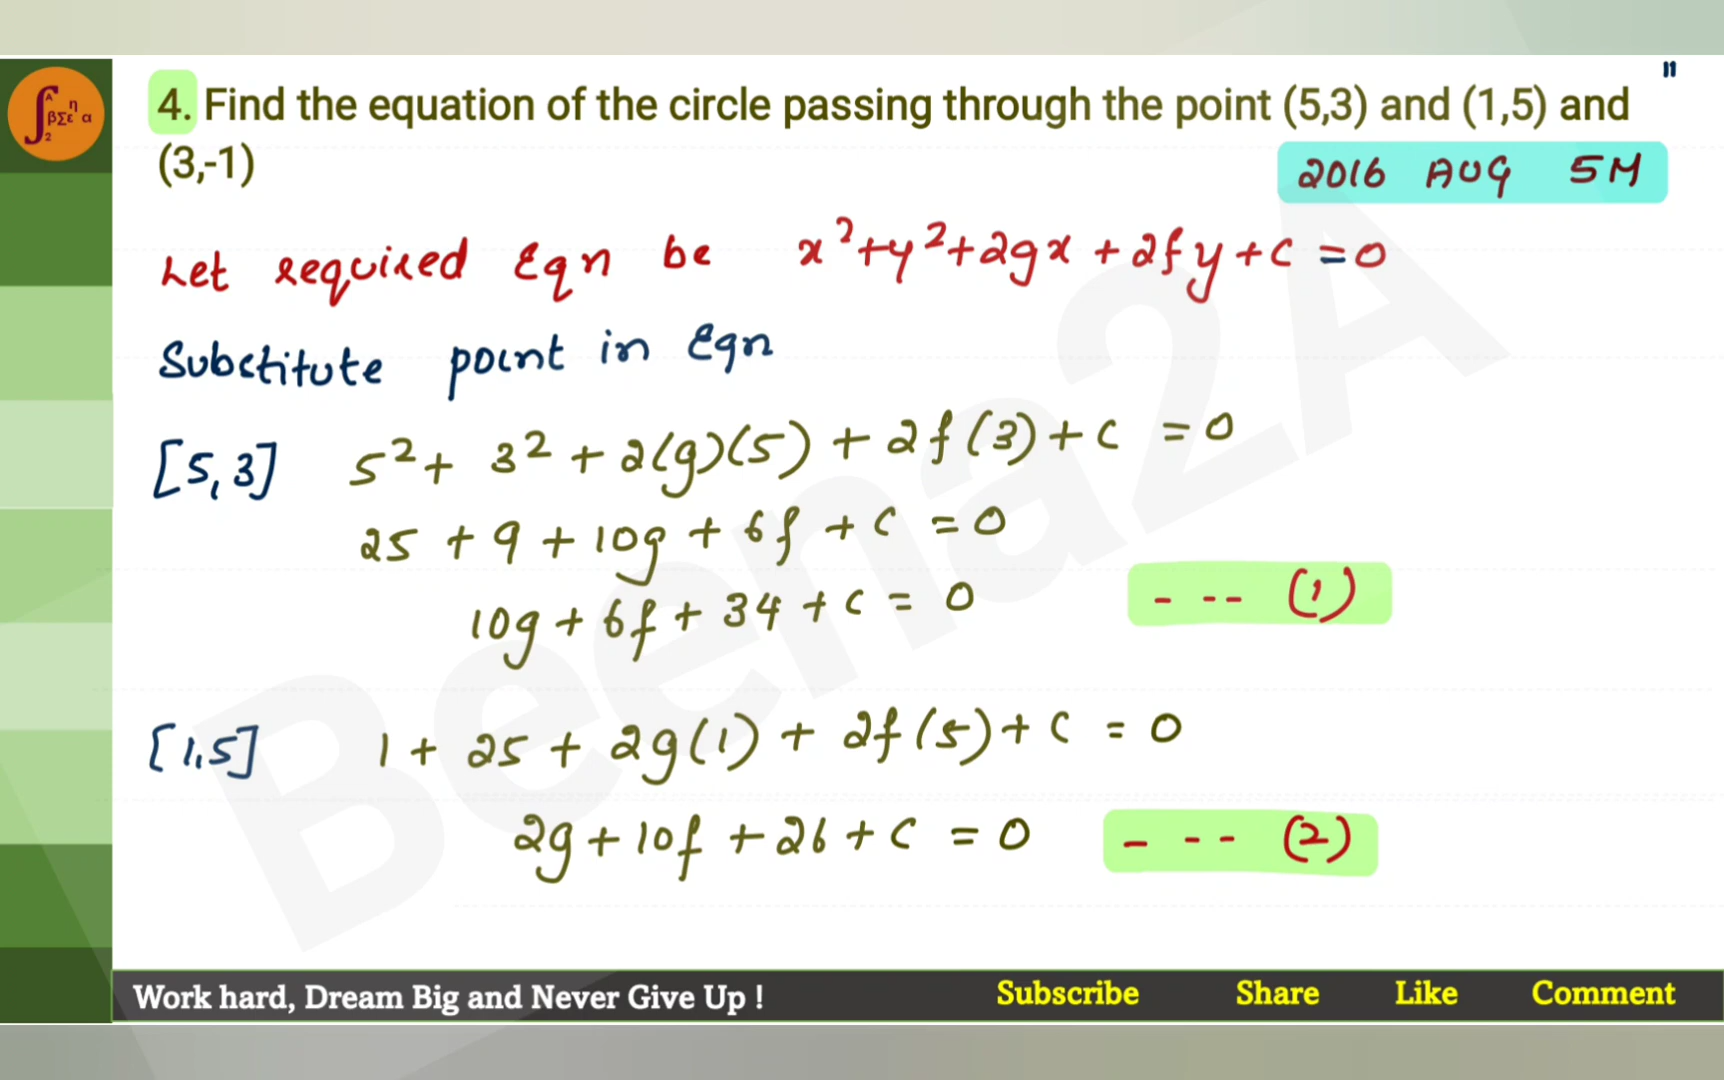 4. Find the equation of the circle passing through the point (5,3) and (1,5) and
(3,-1)
2016 AUG 5M
Let required Eqn be x²+y²+2gx+2fy+c=0
Substitute point in Eqn
[5,3] 5²+ 3²+2(g)(5)+2f(3)+c =0
25 + 9 + 10g + 6f + c = 0
10g + 6f + 34 + c = 0 - -- (1)
[1,5] 1 + 25 + 2g(1) + 2f(5)+ c = 0
2g + 10f + 26 + c = 0 - -- (2)
Beena2A
Work hard, Dream Big and Never Give Up ! Subscribe Share Like Comment